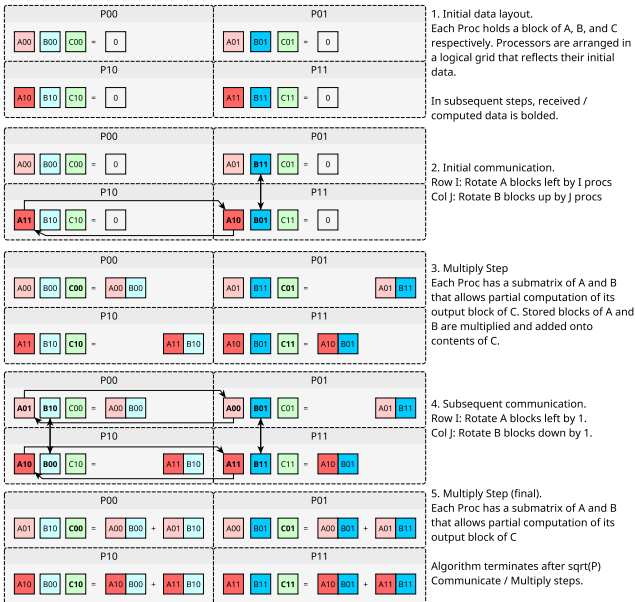 P00 P01
A00 B00 C00 = 0 A01 B01 C01 = 0
P10 P11
A10 B10 C10 = 0 A11 B11 C11 = 0
1. Initial data layout.
Each Proc holds a block of A, B, and C
respectively. Processors are arranged in
a logical grid that reflects their initial
data.
In subsequent steps, received /
computed data is bolded.
P00 P01
A00 B00 C00 = 0 A01 B11 C01 = 0
P10 P11
A11 B10 C10 = 0 A10 B01 C11 = 0
2. Initial communication.
Row I: Rotate A blocks left by I procs
Col J: Rotate B blocks up by J procs
P00 P01
A00 B00 C00 = A00 B00 A01 B11 C01 = A01 B11
P10 P11
A11 B10 C10 = A11 B10 A10 B01 C11 = A10 B01
3. Multiply Step
Each Proc has a submatrix of A and B
that allows partial computation of its
output block of C. Stored blocks of A and
B are multiplied and added onto
contents of C.
P00 P01
A01 B10 C00 = A00 B00 A00 B01 C01 = A01 B11
P10 P11
A10 B00 C10 = A11 B10 A11 B11 C11 = A10 B01
4. Subsequent communication.
Row I: Rotate A blocks left by 1.
Col J: Rotate B blocks down by 1.
P00 P01
A01 B10 C00 = A00 B00 + A01 B10 A00 B01 C01 = A00 B01 + A01 B11
P10 P11
A10 B00 C10 = A10 B00 + A11 B10 A11 B11 C11 = A10 B01 + A11 B11
5. Multiply Step (final).
Each Proc has a submatrix of A and B
that allows partial computation of its
output block of C
Algorithm terminates after sqrt(P)
Communicate / Multiply steps.